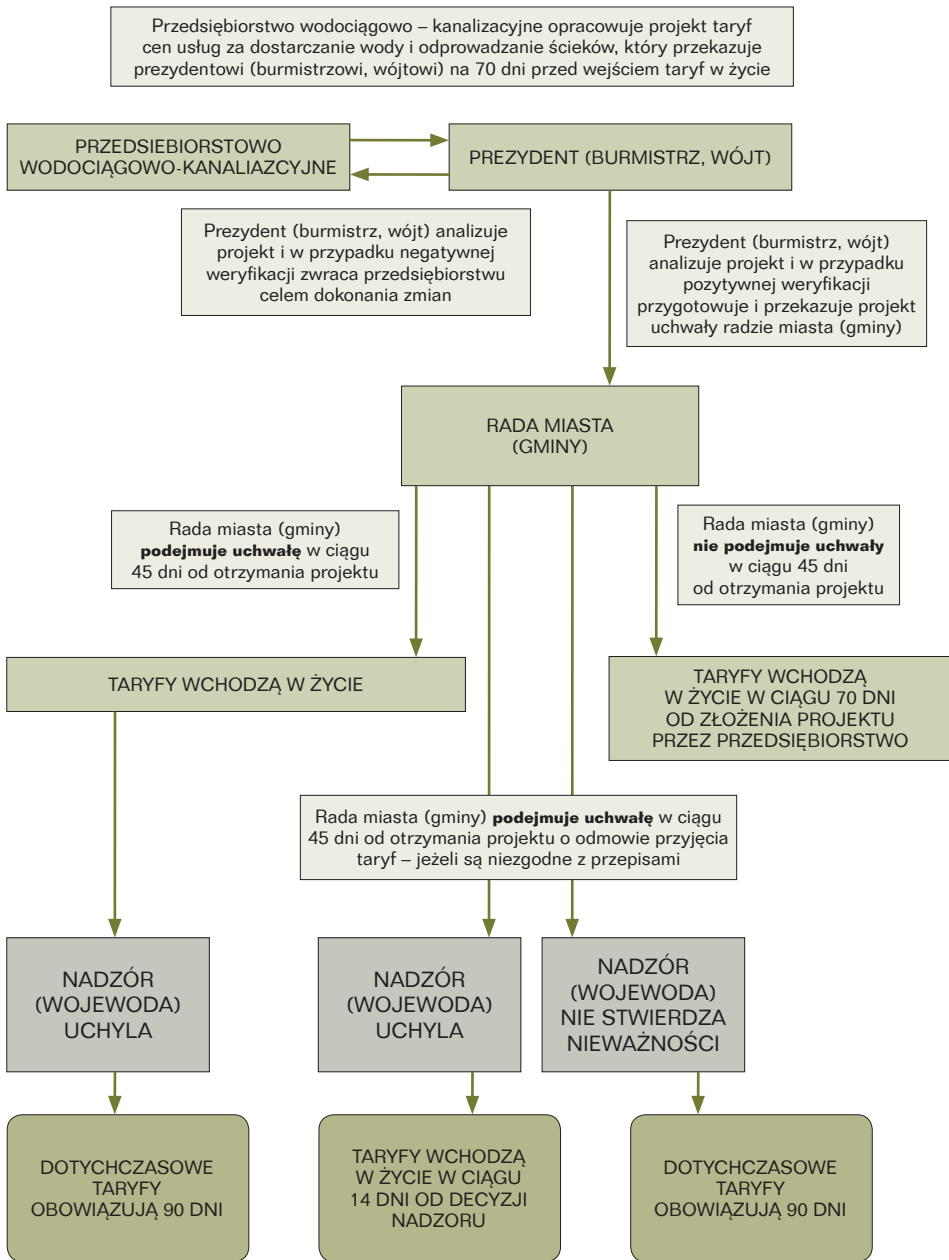 Przedsiębiorstwo wodociągowo – kanalizacyjne opracowuje projekt taryf
cen usług za dostarczanie wody i odprowadzanie ścieków, który przekazuje
prezydentowi (burmistrzowi, wójtowi) na 70 dni przed wejściem taryf w życie
PRZEDSIEBIORSTOWO
WODOCIĄGOWO-KANALIAZCYJNE
PREZYDENT (BURMISTRZ, WÓJT)
Prezydent (burmistrz, wójt) analizuje
projekt i w przypadku negatywnej
weryfikacji zwraca przedsiębiorstwu
celem dokonania zmian
Prezydent (burmistrz, wójt)
analizuje projekt i w przypadku
pozytywnej weryfikacji
przygotowuje i przekazuje projekt
uchwały radzie miasta (gminy)
RADA MIASTA
(GMINY)
Rada miasta (gminy)
podejmuje uchwałę w ciągu
45 dni od otrzymania projektu
Rada miasta (gminy)
nie podejmuje uchwały
w ciągu 45 dni
od otrzymania projektu
TARYFY WCHODZĄ W ŻYCIE
TARYFY WCHODZĄ
W ŻYCIE W CIĄGU 70 DNI
OD ZŁOŻENIA PROJEKTU
PRZEZ PRZEDSIĘBIORSTWO
Rada miasta (gminy) podejmuje uchwałę w ciągu
45 dni od otrzymania projektu o odmowie przyjęcia
taryf – jeżeli są niezgodne z przepisami
NADZÓR
(WOJEWODA)
UCHYLA
NADZÓR
(WOJEWODA)
UCHYLA
NADZÓR
(WOJEWODA)
NIE STWIERDZA
NIEWAŻNOŚCI
DOTYCHCZASOWE
TARYFY
OBOWIĄZUJĄ 90 DNI
TARYFY WCHODZĄ
W ŻYCIE W CIĄGU
14 DNI OD DECYZJI
NADZORU
DOTYCHCZASOWE
TARYFY
OBOWIĄZUJĄ 90 DNI